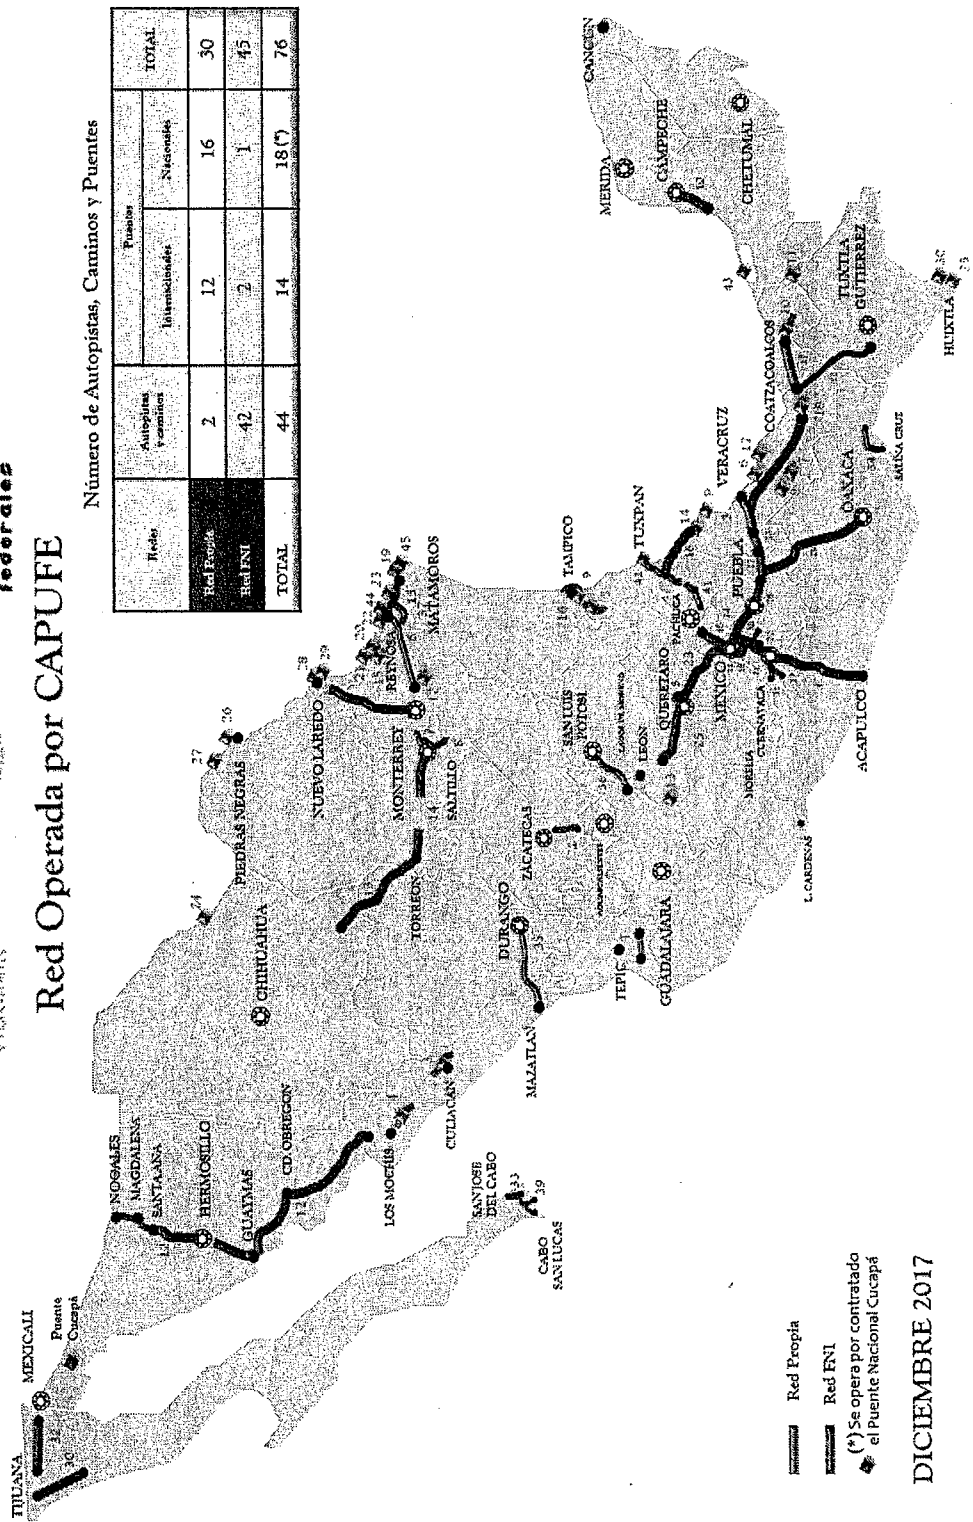 federales
Red Operada por CAPUFE
Número de Autopistas, Caminos y Puentes
Redes
Autopistas y caminos
Puentes
TOTAL
Internacionales
Nacionales
Red Propia 2 12 16 30
Red FNI 42 2 1 45
TOTAL 44 14 18(*) 76
TIJUANA
MEXICALI
Puente Cucapá
NOGALES
MAGDALENA
SANTA ANA
HERMOSILLO
GUAYMAS
CD. OBREGON
LOS MOCHIS
CULIACÁN
SAN JOSE DEL CABO
CABO SAN LUCAS
CHIHUAHUA
PIEDRAS NEGRAS
NUEVO LAREDO
REYNOSA
MATAMOROS
MONTERREY
SALTILLO
TORREON
DURANGO
MAZATLAN
ZACATECAS
AGUASCALIENTES
SAN LUIS POTOSI
LEON
TEPIC
GUADALAJARA
QUERETARO
TAMPICO
TUXPAN
PACHUCA
MEXICO
MORELIA
CUERNAVACA
PUEBLA
VERACRUZ
L. CARDENAS
ACAPULCO
OAXACA
SALINA CRUZ
COATZACOALCOS
TUXTLA GUTIERREZ
HUIXTLA
MERIDA
CAMPECHE
CANCUN
CHETUMAL
Red Propia
Red FNI
(*) Se opera por contratado
el Puente Nacional Cucapá
DICIEMBRE 2017